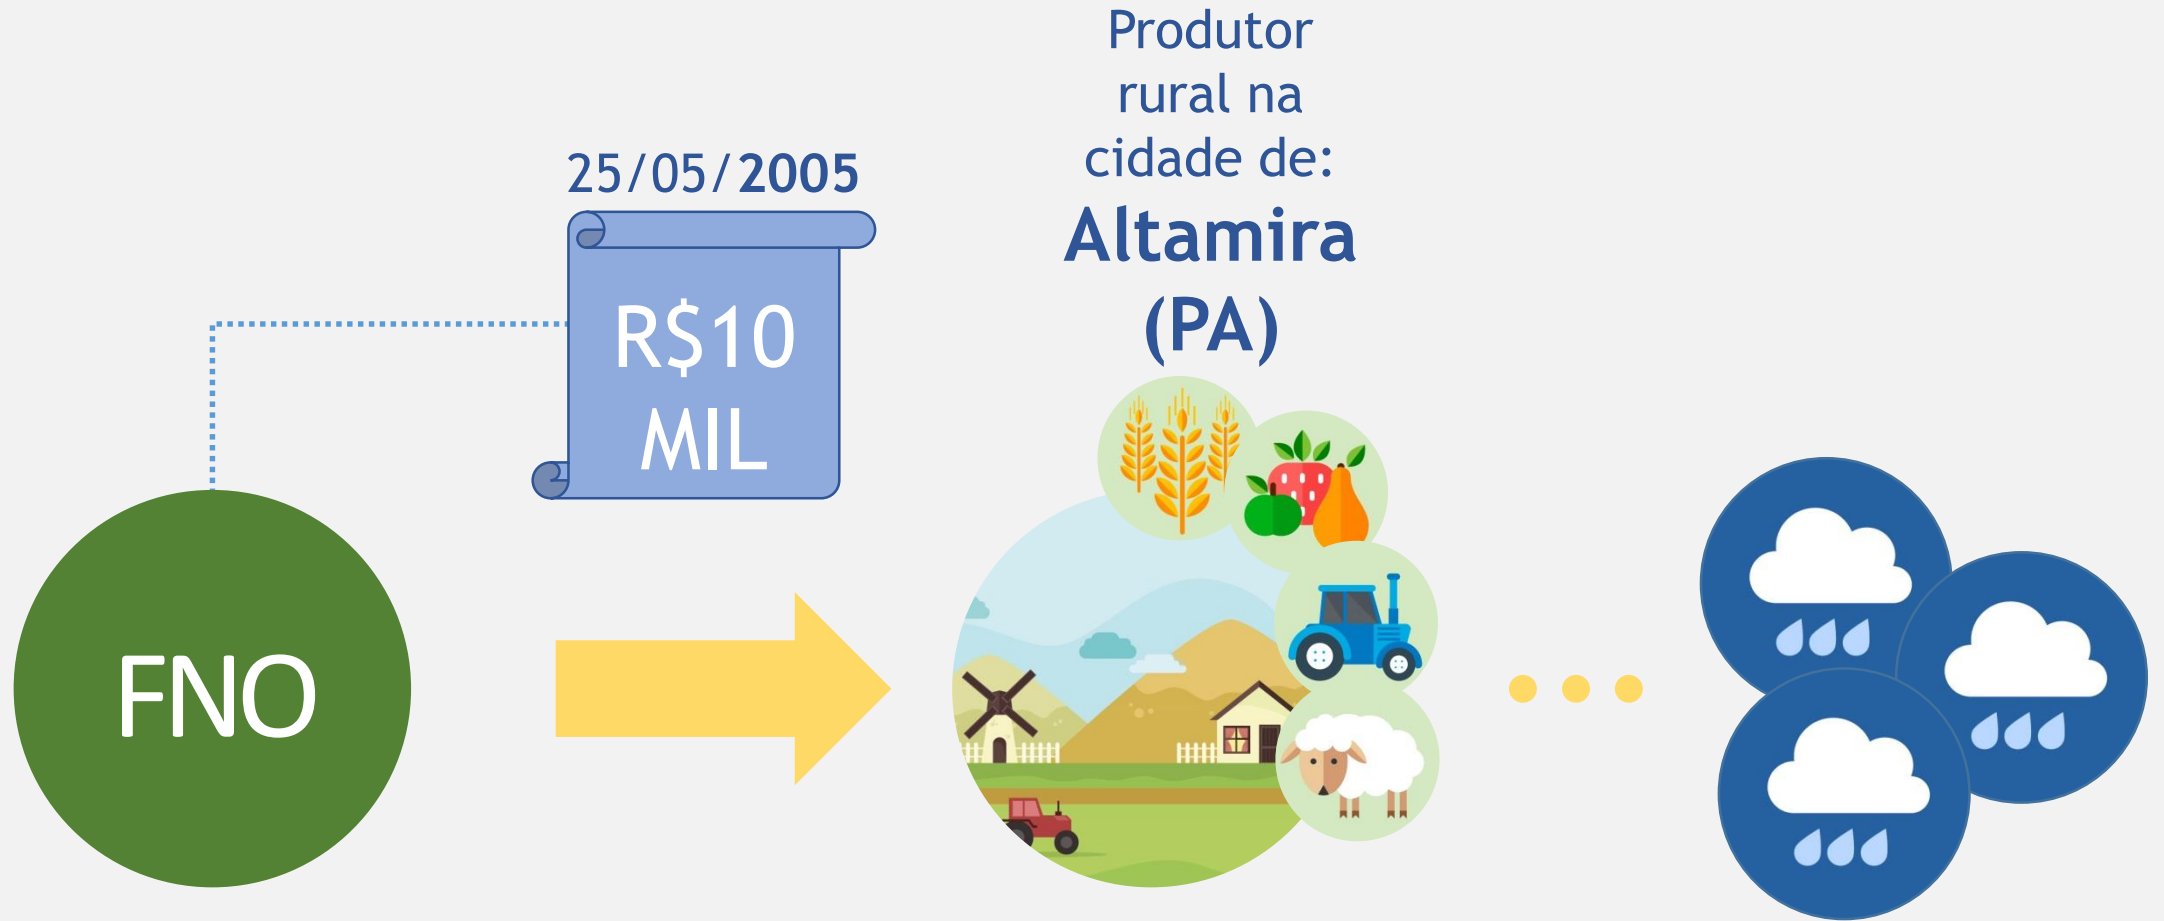 FNO
25/05/2005
R$10
MIL
Produtor
rural na
cidade de:
Altamira
(PA)